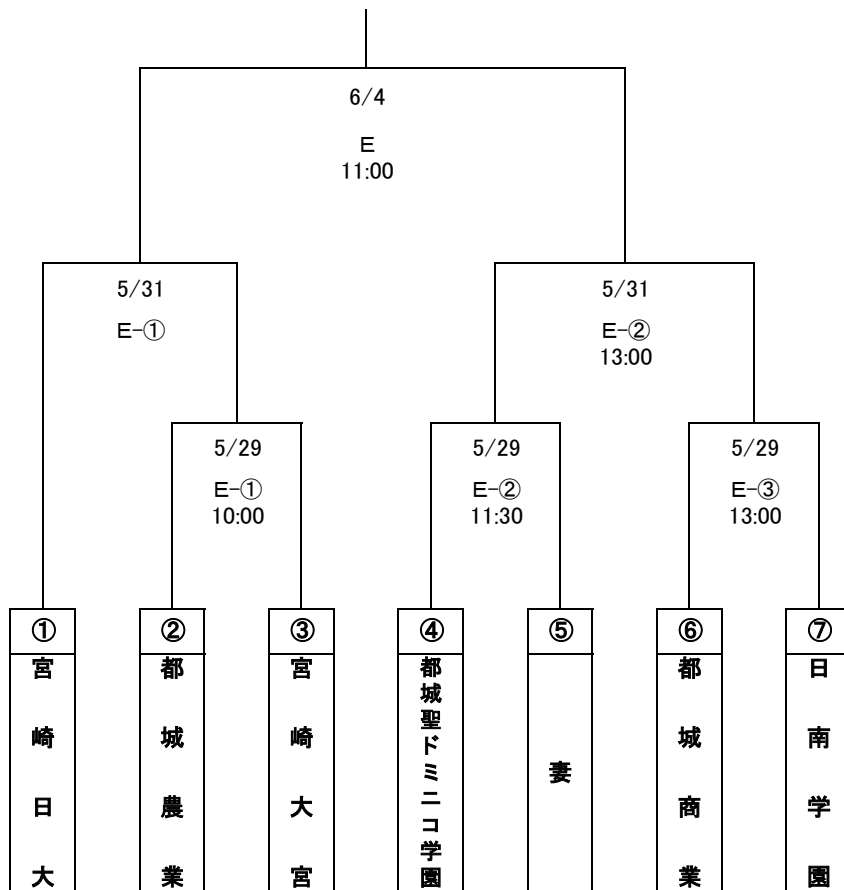 6/4
E
11:00
5/31
E-①
5/31
E-②
13:00
5/29
E-①
10:00
5/29
E-②
11:30
5/29
E-③
13:00
①
②
③
④
⑤
⑥
⑦
宮崎日大
都城農業
宮崎大宮
都城聖ドミニコ学園
妻
都城商業
日南学園